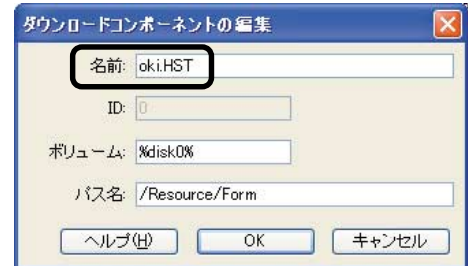 ダウンロードコンポーネントの編集
名前: oki.HST
ID: 0
ボリューム: %disk0%
パス名: /Resource/Form
ヘルプ(H) OK キャンセル